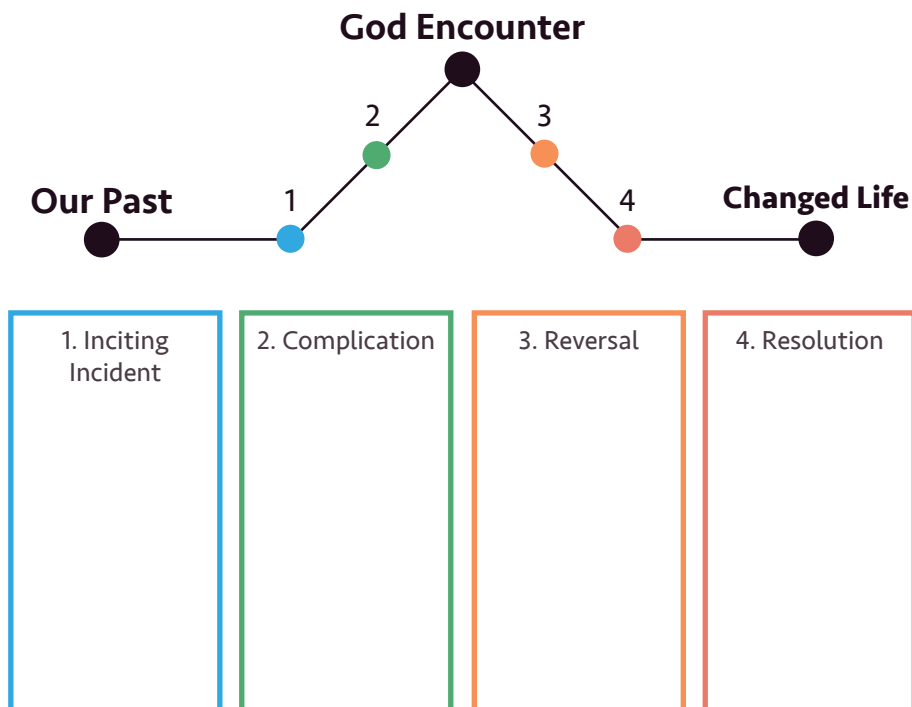 God Encounter
2
3
Our Past
1
4
Changed Life
1. Inciting
Incident
2. Complication
3. Reversal
4. Resolution